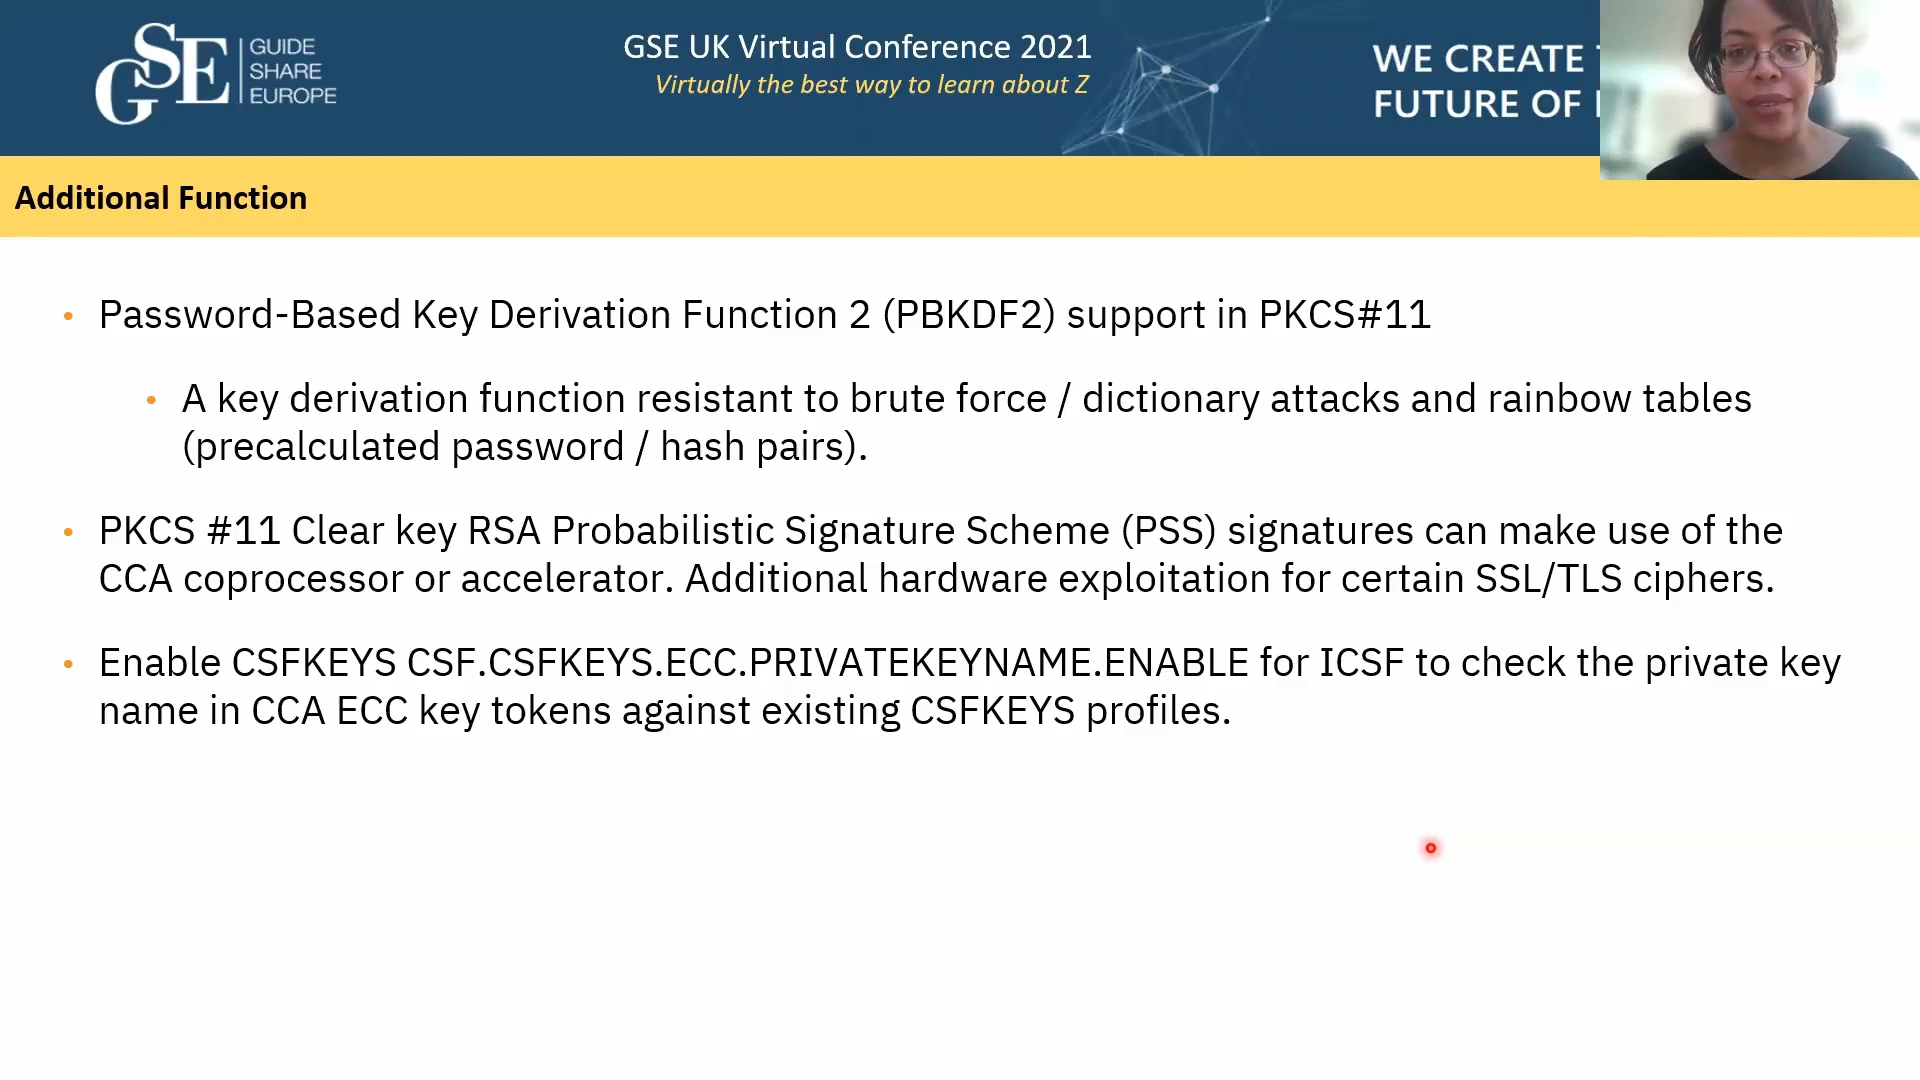 GSE
GUIDE
SHARE
EUROPE
GSE UK Virtual Conference 2021
Virtually the best way to learn about Z
WE CREATE
FUTURE OF
Additional Function
• Password-Based Key Derivation Function 2 (PBKDF2) support in PKCS#11
• A key derivation function resistant to brute force / dictionary attacks and rainbow tables
(precalculated password / hash pairs).
• PKCS #11 Clear key RSA Probabilistic Signature Scheme (PSS) signatures can make use of the
CCA coprocessor or accelerator. Additional hardware exploitation for certain SSL/TLS ciphers.
• Enable CSFKEYS CSF.CSFKEYS.ECC.PRIVATEKEYNAME.ENABLE for ICSF to check the private key
name in CCA ECC key tokens against existing CSFKEYS profiles.